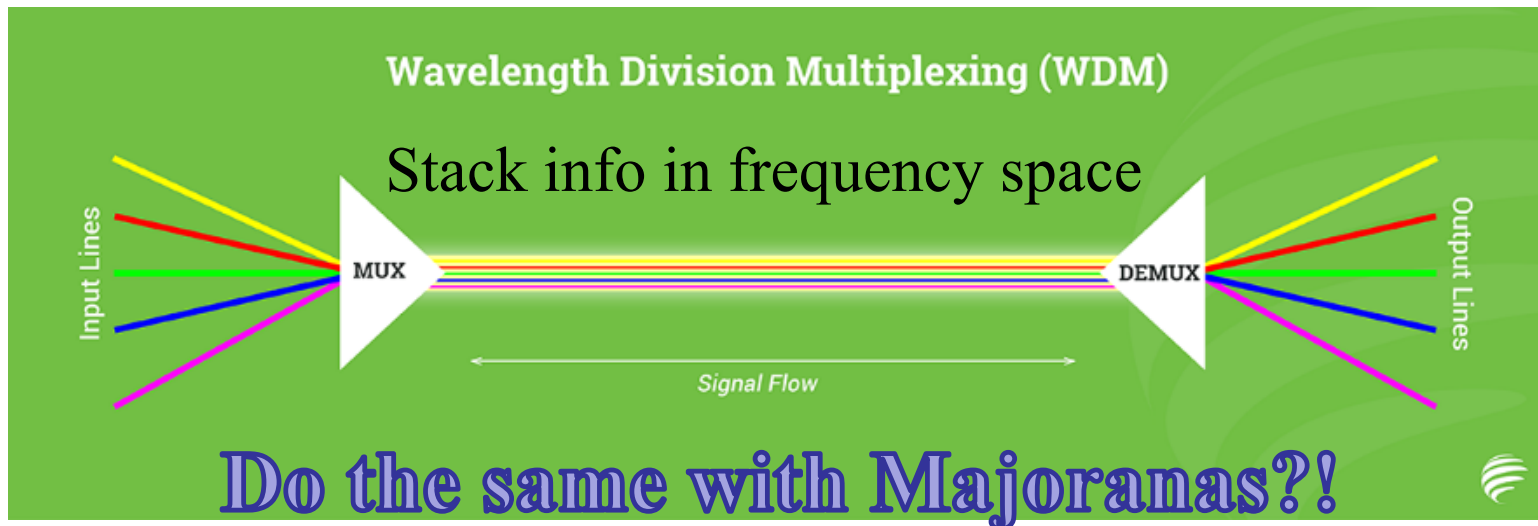 Wavelength Division Multiplexing (WDM)
Stack info in frequency space
Input Lines
MUX
DEMUX
Output Lines
Signal Flow
Do the same with Majoranas?!